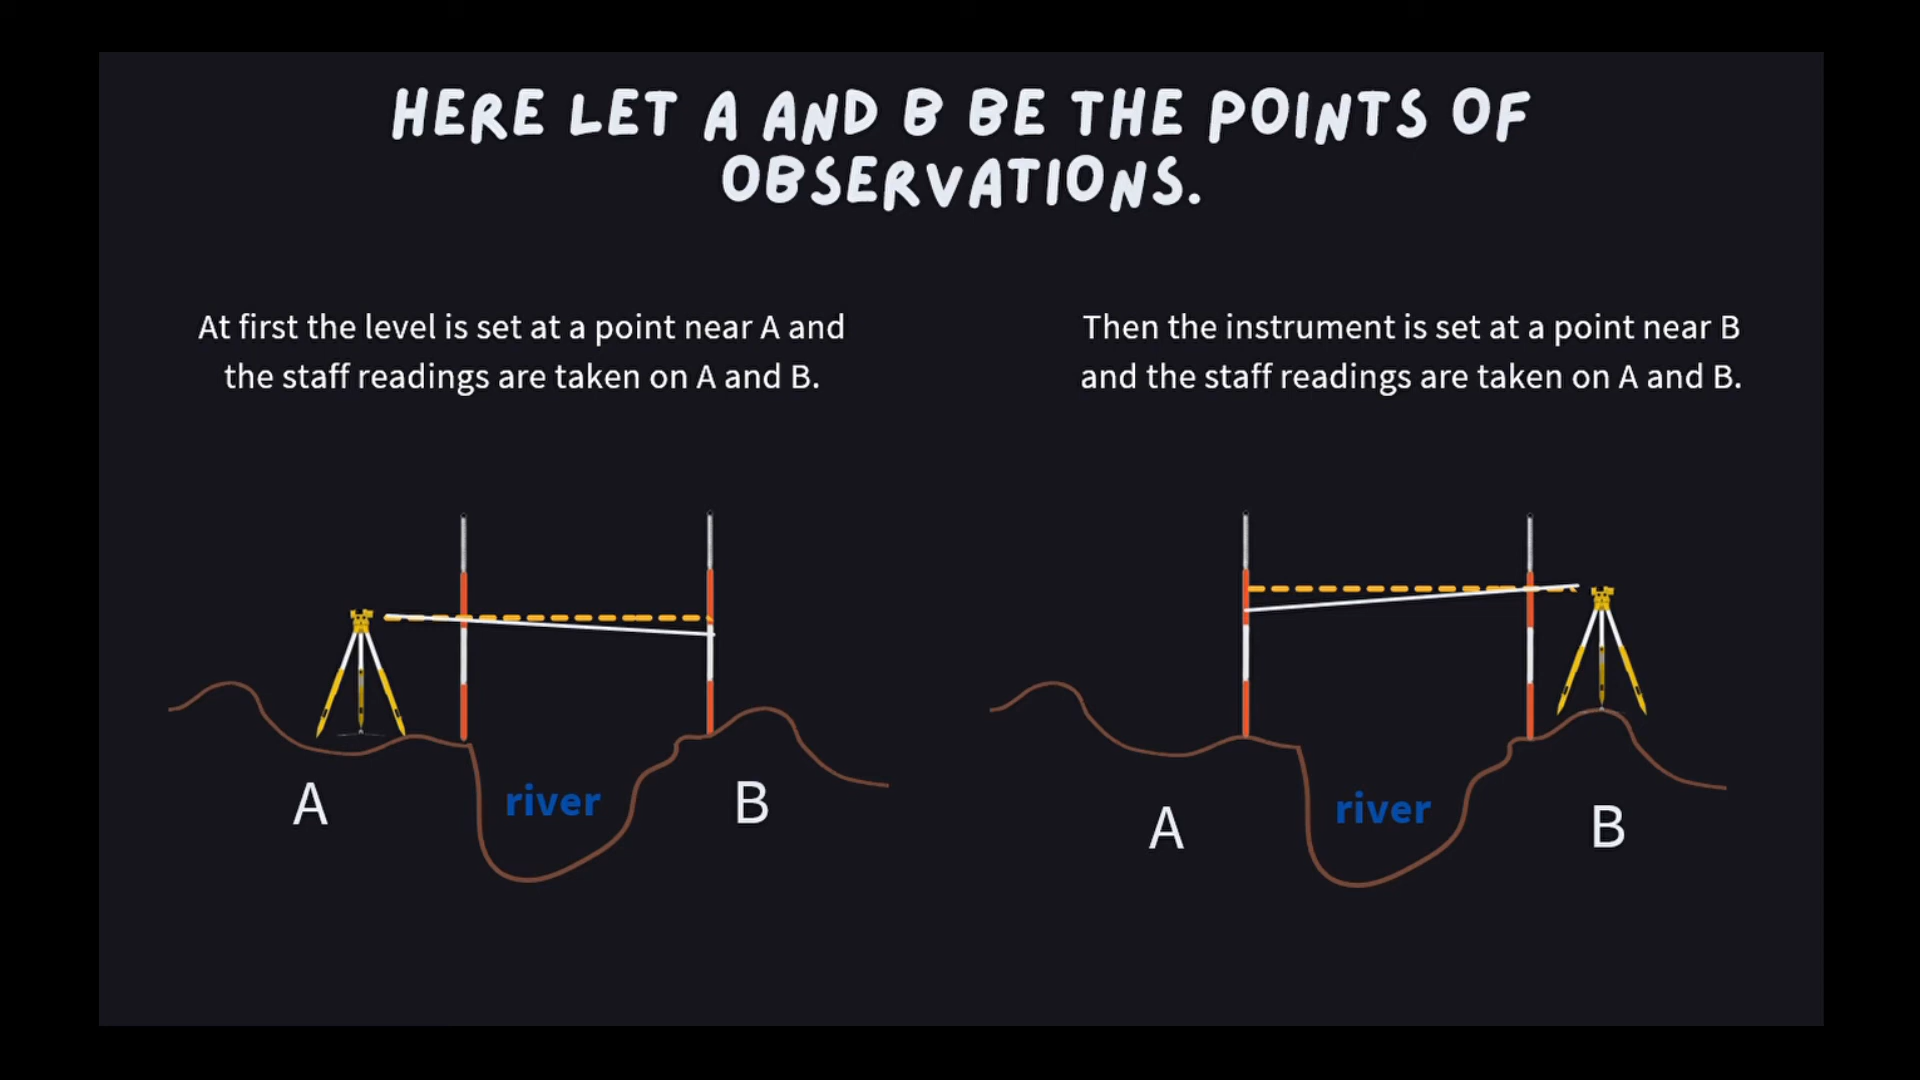 HERE LET A AND B BE THE POINTS OF
OBSERVATIONS.
At first the level is set at a point near A and
the staff readings are taken on A and B.
Then the instrument is set at a point near B
and the staff readings are taken on A and B.
A
river
B
A
river
B